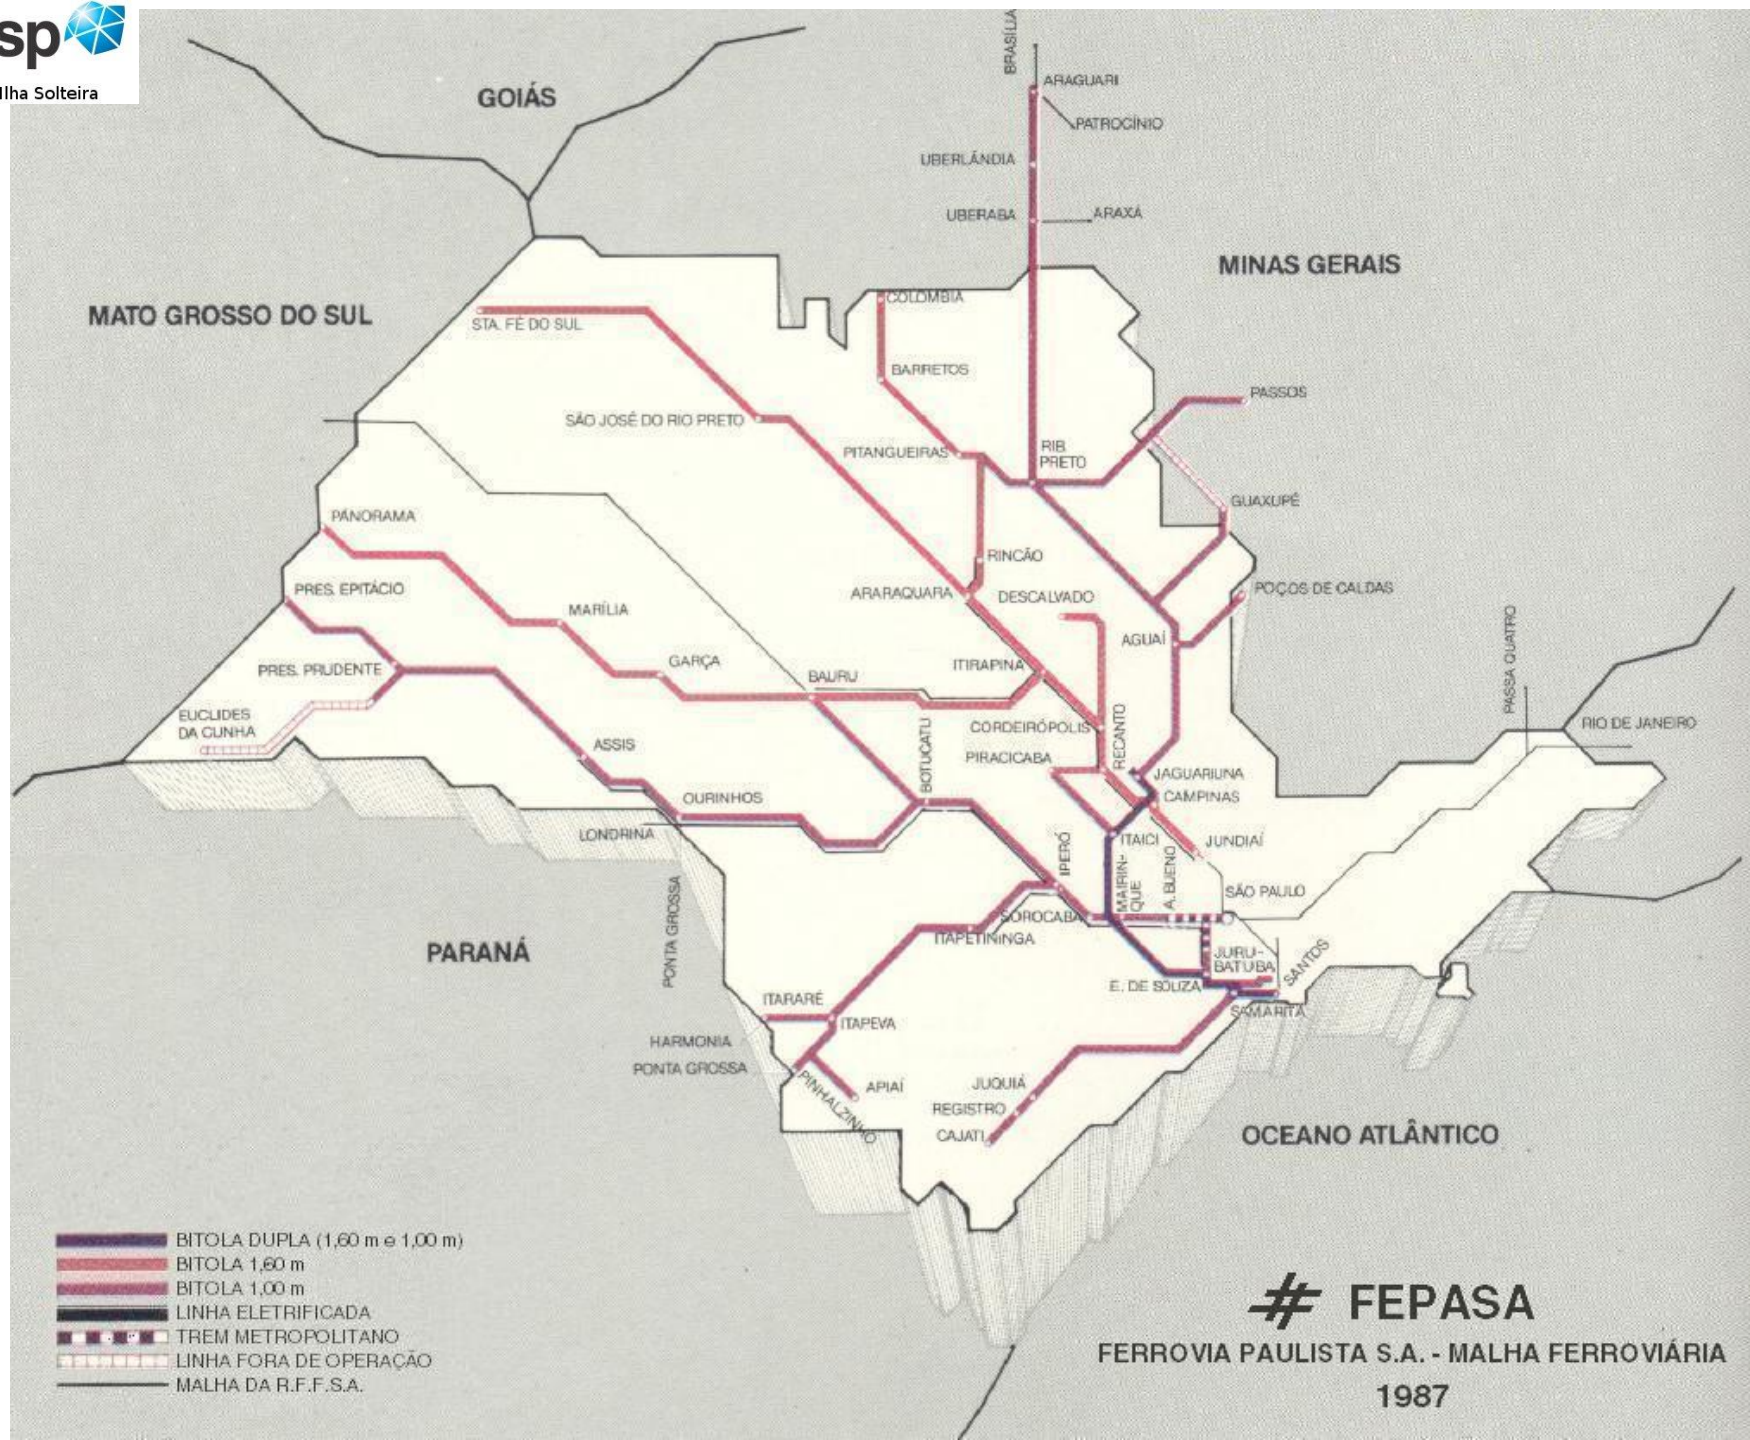 sp
Ilha Solteira
GOIÁS
BRASÍLIA
ARAGUARI
PATROCÍNIO
UBERLÂNDIA
UBERABA
ARAXÁ
MINAS GERAIS
MATO GROSSO DO SUL
COLOMBIA
STA. FÉ DO SUL
BARRETOS
PASSOS
SÃO JOSÉ DO RIO PRETO
PITANGUEIRAS
RIB.
PRETO
GUAXUPÉ
PANORAMA
RINCÃO
PRES. EPITÁCIO
ARARAQUARA
DESCALVADO
POÇOS DE CALDAS
MARÍLIA
AGUAÍ
PASSA QUATRO
PRES. PRUDENTE
GARÇA
ITIRAPINA
BAURU
EUCLIDES
DA CUNHA
CORDEIRÓPOLIS
RECANTO
RIO DE JANEIRO
ASSIS
BOTUCATU
PIRACICABA
JAGUARIUNA
CAMPINAS
OURINHOS
LONDRINA
ITAICI
JUNDIAÍ
IPERÓ
MAIRIN-
QUE
A. BUENO
SÃO PAULO
PONTA GROSSA
SOROCABA
ITAPETININGA
PARANÁ
JURU-
BATUBA
SANTOS
E. DE SOUZA
SAMARITÁ
ITARARÉ
ITAPEVA
HARMONIA
PONTA GROSSA
PINHALZINHO
APIAÍ
JUQUIÁ
REGISTRO
CAJATI
OCEANO ATLÂNTICO
BITOLA DUPLA (1,60 m e 1,00 m)
BITOLA 1,60 m
BITOLA 1,00 m
LINHA ELETRIFICADA
TREM METROPOLITANO
LINHA FORA DE OPERAÇÃO
MALHA DA R.F.F.S.A.
FEPASA
FERROVIA PAULISTA S.A. - MALHA FERROVIÁRIA
1987